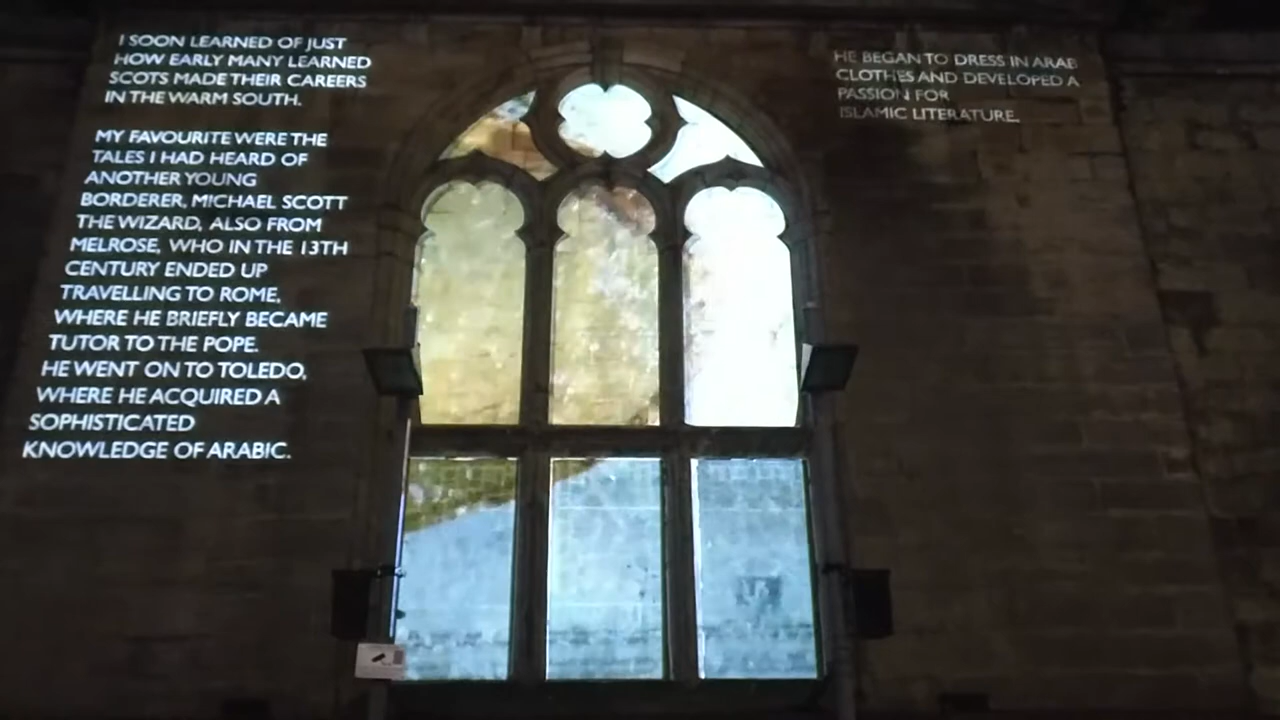 I SOON LEARNED OF JUST
HOW EARLY MANY LEARNED
SCOTS MADE THEIR CAREERS
IN THE WARM SOUTH.
MY FAVOURITE WERE THE
TALES I HAD HEARD OF
ANOTHER YOUNG
BORDERER, MICHAEL SCOTT
THE WIZARD, ALSO FROM
MELROSE, WHO IN THE 13TH
CENTURY ENDED UP
TRAVELLING TO ROME,
WHERE HE BRIEFLY BECAME
TUTOR TO THE POPE.
HE WENT ON TO TOLEDO,
WHERE HE ACQUIRED A
SOPHISTICATED
KNOWLEDGE OF ARABIC.
HE BEGAN TO DRESS IN ARAB
CLOTHES AND DEVELOPED A
PASSION FOR
ISLAMIC LITERATURE.